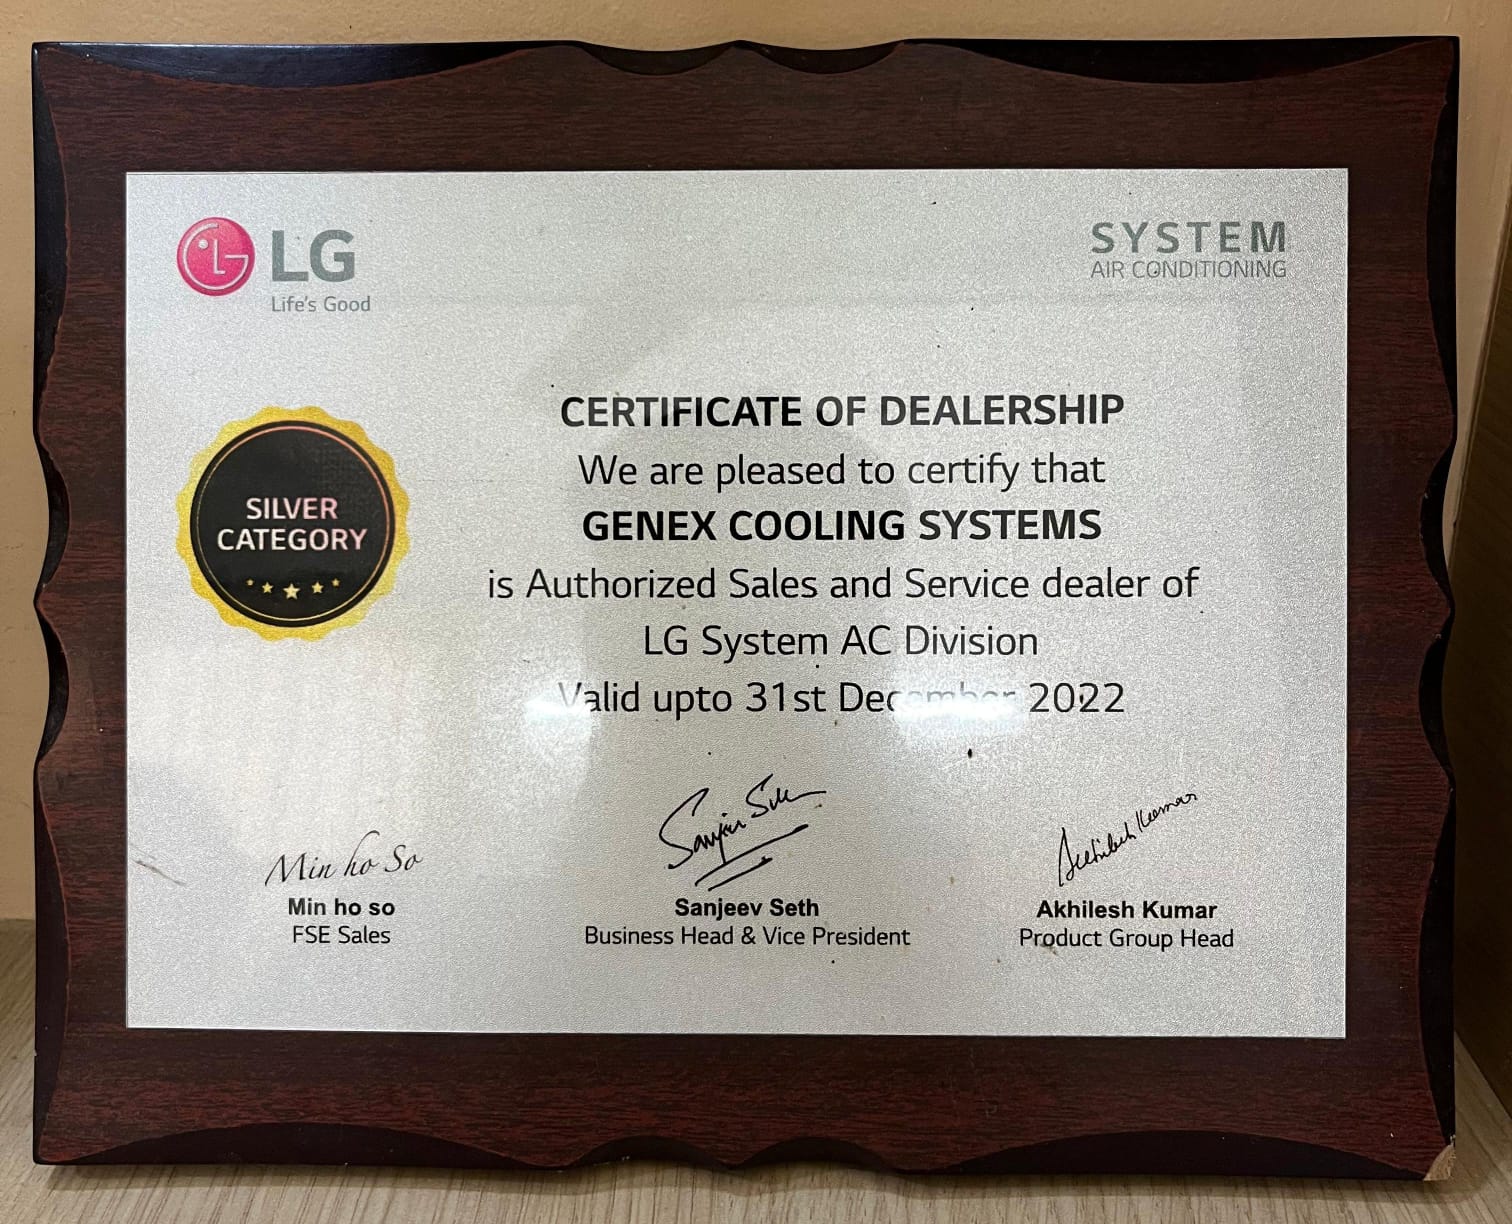 LG
Life's Good
SYSTEM
AIR CONDITIONING
SILVER
CATEGORY
CERTIFICATE OF DEALERSHIP
We are pleased to certify that
GENEX COOLING SYSTEMS
is Authorized Sales and Service dealer of
LG System AC Division
Valid upto 31st December 2022
Min ho So
Min ho so
FSE Sales
Sanjeev Seth
Business Head & Vice President
Akhilesh Kumar
Product Group Head